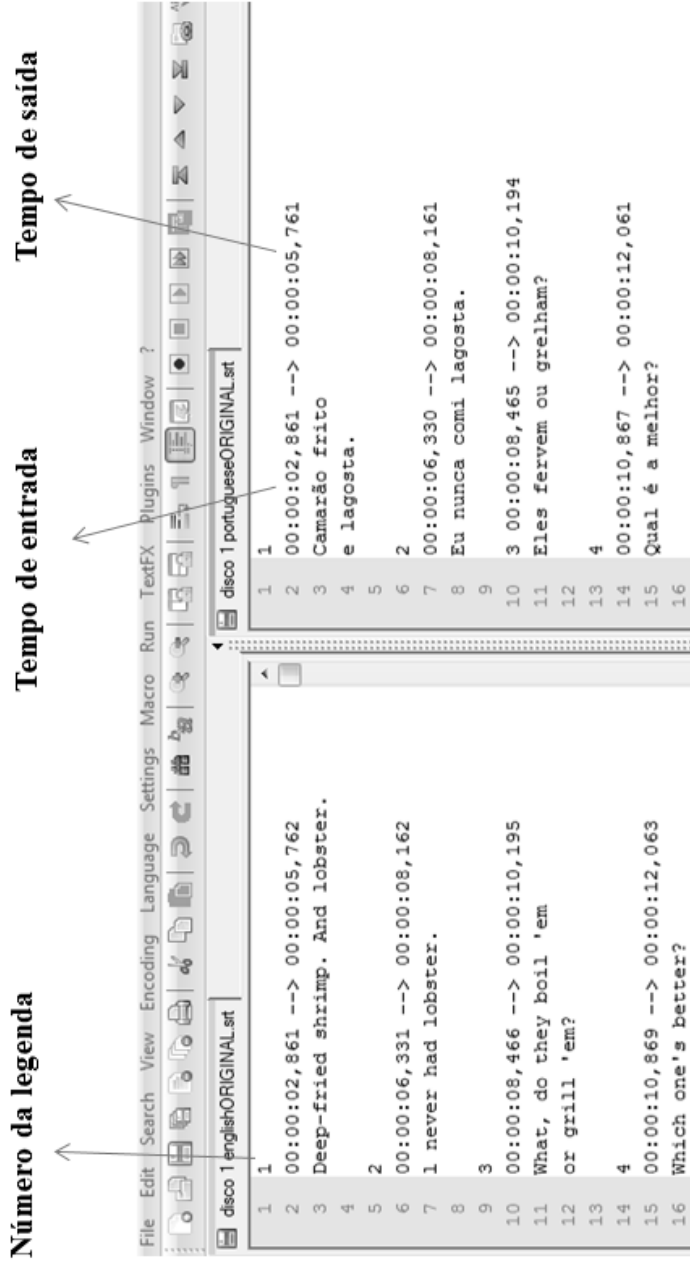 Número da legenda
Tempo de entrada
Tempo de saída
File Edit Search View Encoding Language Settings Macro Run TextFX Plugins Window ?
disco 1 englishORIGINAL.srt
1 1
2 00:00:02,861 --> 00:00:05,762
3 Deep-fried shrimp. And lobster.
4
5 2
6 00:00:06,331 --> 00:00:08,162
7 l never had lobster.
8
9 3
10 00:00:08,466 --> 00:00:10,195
11 What, do they boil 'em
12 or grill 'em?
13
14 4
15 00:00:10,869 --> 00:00:12,063
16 Which one's better?
disco 1 portugueseORIGINAL.srt
1 1
2 00:00:02,861 --> 00:00:05,761
3 Camarão frito
4 e lagosta.
5
6 2
7 00:00:06,330 --> 00:00:08,161
8 Eu nunca comi lagosta.
9
10 3 00:00:08,465 --> 00:00:10,194
11 Eles fervem ou grelham?
12
13 4
14 00:00:10,867 --> 00:00:12,061
15 Qual é a melhor?
16